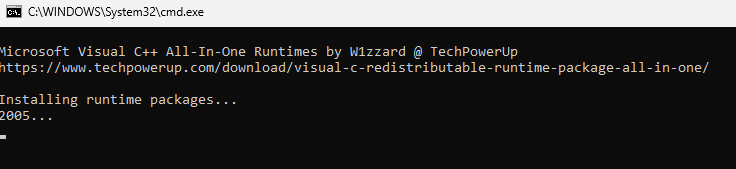 C:\WINDOWS\System32\cmd.exe
Microsoft Visual C++ All-In-One Runtimes by W1zzard @ TechPowerUp
https://www.techpowerup.com/download/visual-c-redistributable-runtime-package-all-in-one/
Installing runtime packages...
2005...